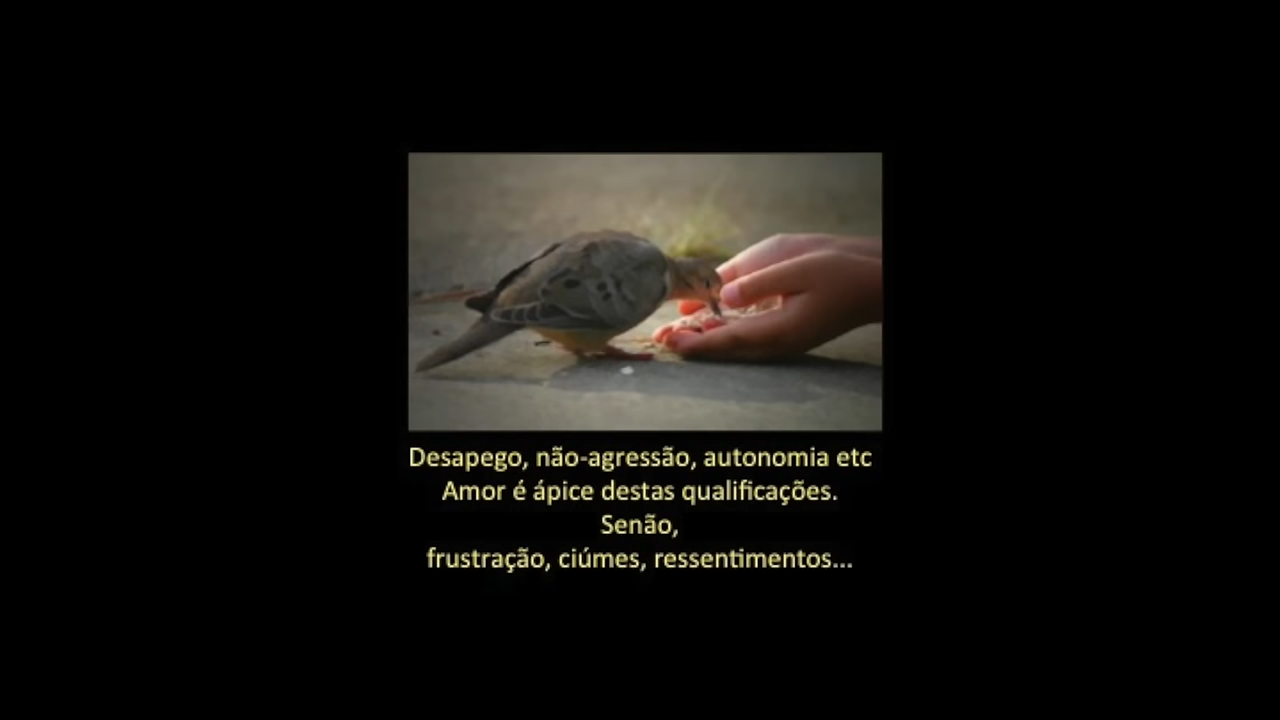 Desapego, não-agressão, autonomia etc
Amor é ápice destas qualificações.
Senão,
frustração, ciúmes, ressentimentos...